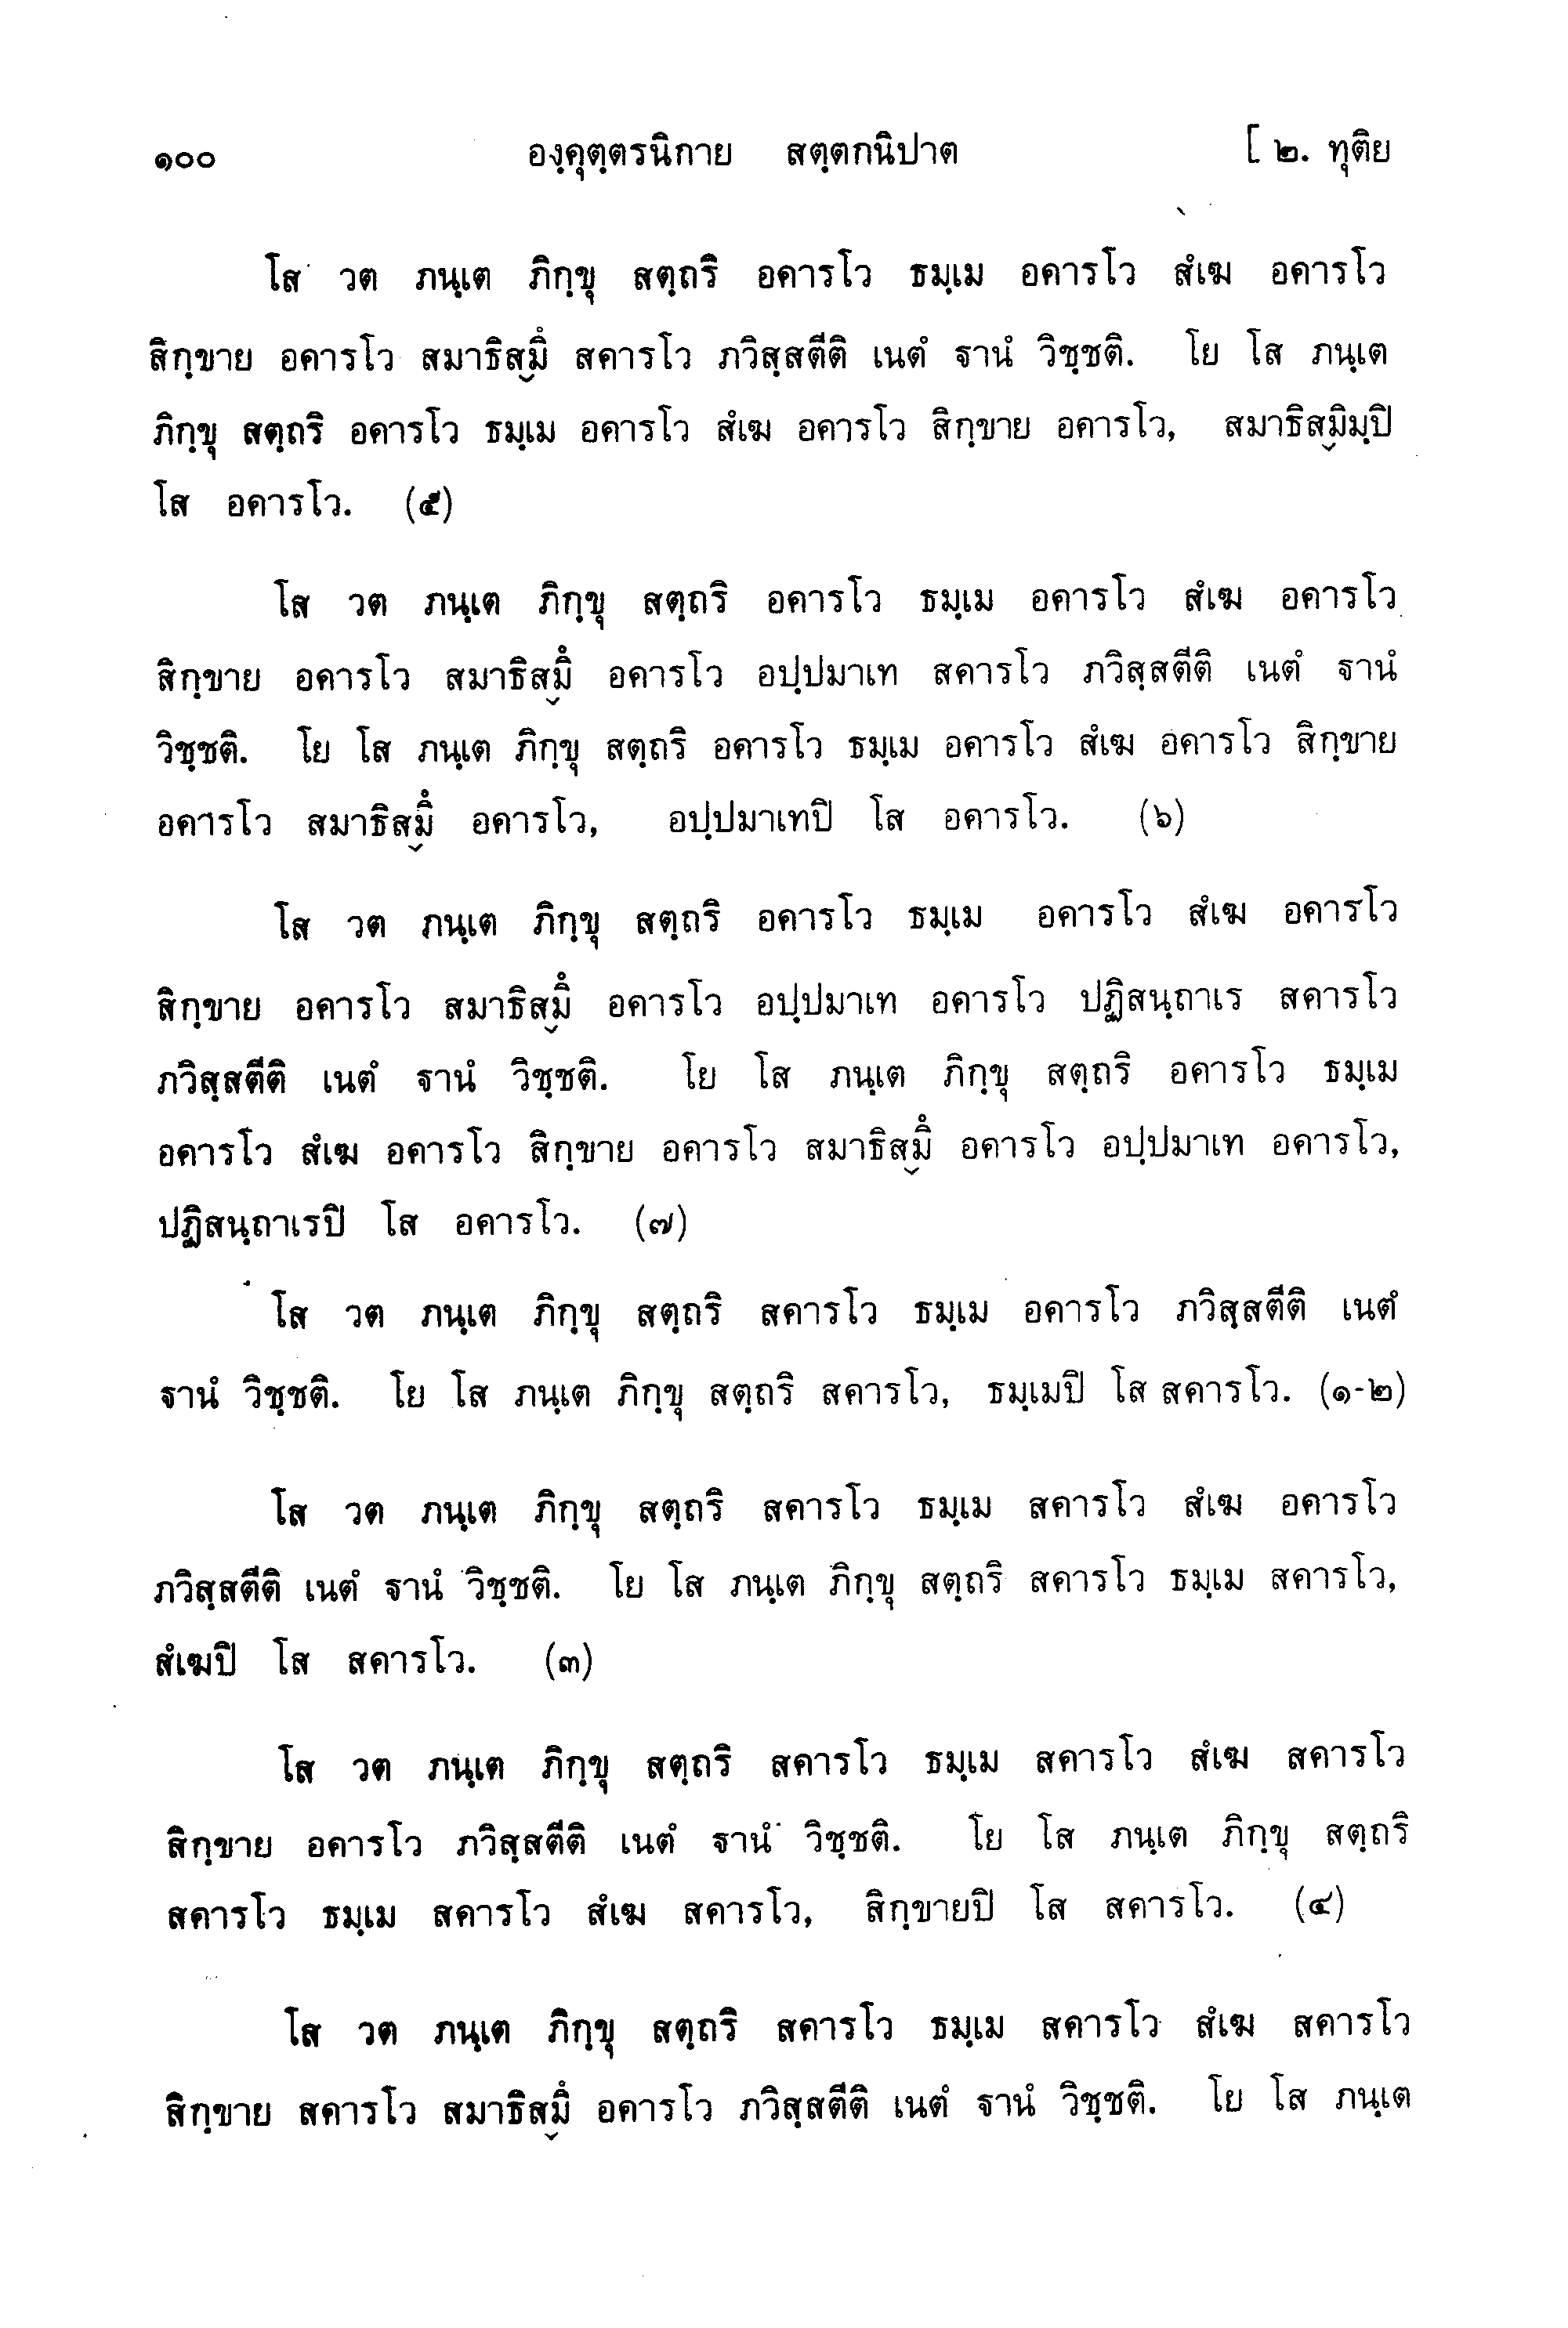 ๑๐๐ องฺคุตฺตรนิกาย สตฺตกนิปาต [ ๒. ทุติย
โส วต ภนฺเต ภิกฺขุ สตฺถริ อคารโว ธมฺเม อคารโว สํเฆ อคารโว
สิกฺขาย อคารโว สมาธิสฺมึ สคารโว ภวิสฺสตีติ เนตํ ฐานํ วิชฺชติ. โย โส ภนฺเต
ภิกฺขุ สตฺถริ อคารโว ธมฺเม อคารโว สํเฆ อคารโว สิกฺขาย อคารโว, สมาธิสฺมิมฺปิ
โส อคารโว. (๕)
โส วต ภนฺเต ภิกฺขุ สตฺถริ อคารโว ธมฺเม อคารโว สํเฆ อคารโว
สิกฺขาย อคารโว สมาธิสฺมึ อคารโว อปฺปมาเท สคารโว ภวิสฺสตีติ เนตํ ฐานํ
วิชฺชติ. โย โส ภนฺเต ภิกฺขุ สตฺถริ อคารโว ธมฺเม อคารโว สํเฆ อคารโว สิกฺขาย
อคารโว สมาธิสฺมึ อคารโว, อปฺปมาเทปิ โส อคารโว. (๖)
โส วต ภนฺเต ภิกฺขุ สตฺถริ อคารโว ธมฺเม อคารโว สํเฆ อคารโว
สิกฺขาย อคารโว สมาธิสฺมึ อคารโว อปฺปมาเท อคารโว ปฏิสนฺถาเร สคารโว
ภวิสฺสตีติ เนตํ ฐานํ วิชฺชติ. โย โส ภนฺเต ภิกฺขุ สตฺถริ อคารโว ธมฺเม
อคารโว สํเฆ อคารโว สิกฺขาย อคารโว สมาธิสฺมึ อคารโว อปฺปมาเท อคารโว,
ปฏิสนฺถาเรปิ โส อคารโว. (๗)
โส วต ภนฺเต ภิกฺขุ สตฺถริ สคารโว ธมฺเม อคารโว ภวิสฺสตีติ เนตํ
ฐานํ วิชฺชติ. โย โส ภนฺเต ภิกฺขุ สตฺถริ สคารโว, ธมฺเมปิ โส สคารโว. (๑-๒)
โส วต ภนฺเต ภิกฺขุ สตฺถริ สคารโว ธมฺเม สคารโว สํเฆ อคารโว
ภวิสฺสตีติ เนตํ ฐานํ วิชฺชติ. โย โส ภนฺเต ภิกฺขุ สตฺถริ สคารโว ธมฺเม สคารโว,
สํเฆปิ โส สคารโว. (๓)
โส วต ภนฺเต ภิกฺขุ สตฺถริ สคารโว ธมฺเม สคารโว สํเฆ สคารโว
สิกฺขาย อคารโว ภวิสฺสตีติ เนตํ ฐานํ วิชฺชติ. โย โส ภนฺเต ภิกฺขุ สตฺถริ
สคารโว ธมฺเม สคารโว สํเฆ สคารโว, สิกฺขายปิ โส สคารโว. (๔)
โส วต ภนฺเต ภิกฺขุ สตฺถริ สคารโว ธมฺเม สคารโว สํเฆ สคารโว
สิกฺขาย สคารโว สมาธิสฺมึ อคารโว ภวิสฺสตีติ เนตํ ฐานํ วิชฺชติ. โย โส ภนฺเต